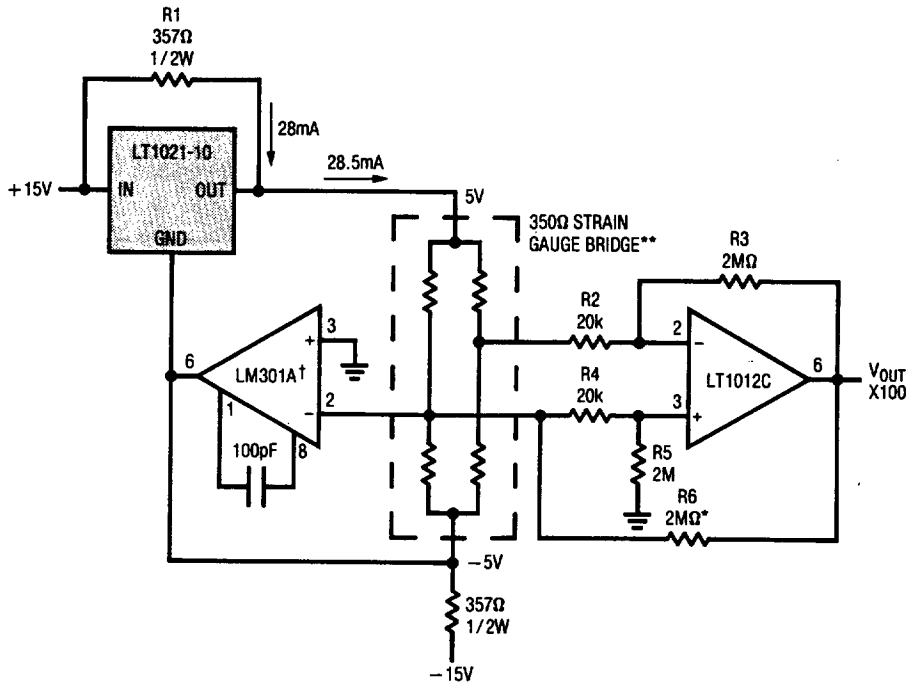 R1
357Ω
1/2W
28mA
LT1021-10
28.5mA
+15V
IN
OUT
GND
5V
350Ω STRAIN
GAUGE BRIDGE**
R3
2MΩ
R2
20k
6
3
+
LM301A†
2
−
1
8
100pF
R4
20k
2
−
LT1012C
6
VOUT
X100
3
+
R5
2M
R6
2MΩ*
−5V
357Ω
1/2W
−15V